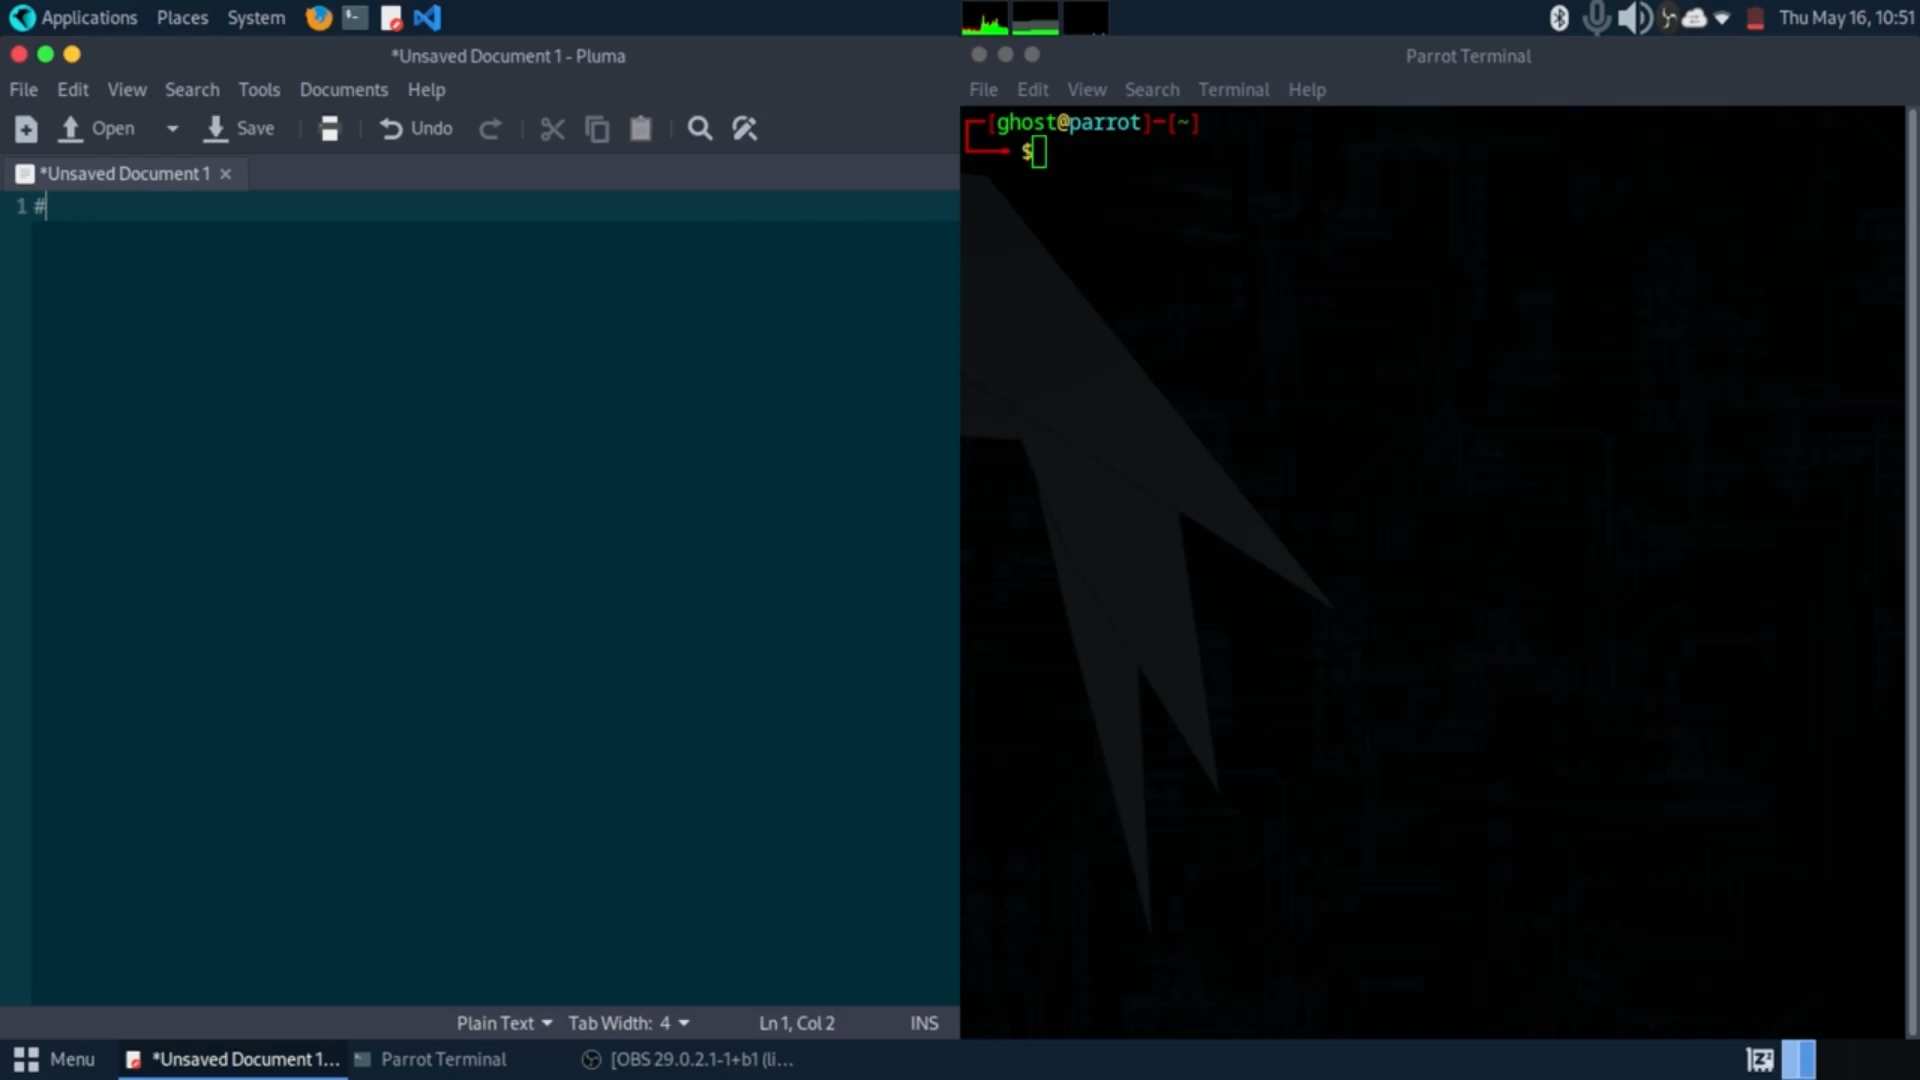 Applications Places System
Thu May 16, 10:51
*Unsaved Document 1 - Pluma
File Edit View Search Tools Documents Help
Open Save Undo
*Unsaved Document 1
1 #
Plain Text Tab Width: 4 Ln 1, Col 2 INS
Parrot Terminal
File Edit View Search Terminal Help
[ghost@parrot]-[~]
$
Menu *Unsaved Document 1... Parrot Terminal [OBS 29.0.2.1-1+b1 (li...